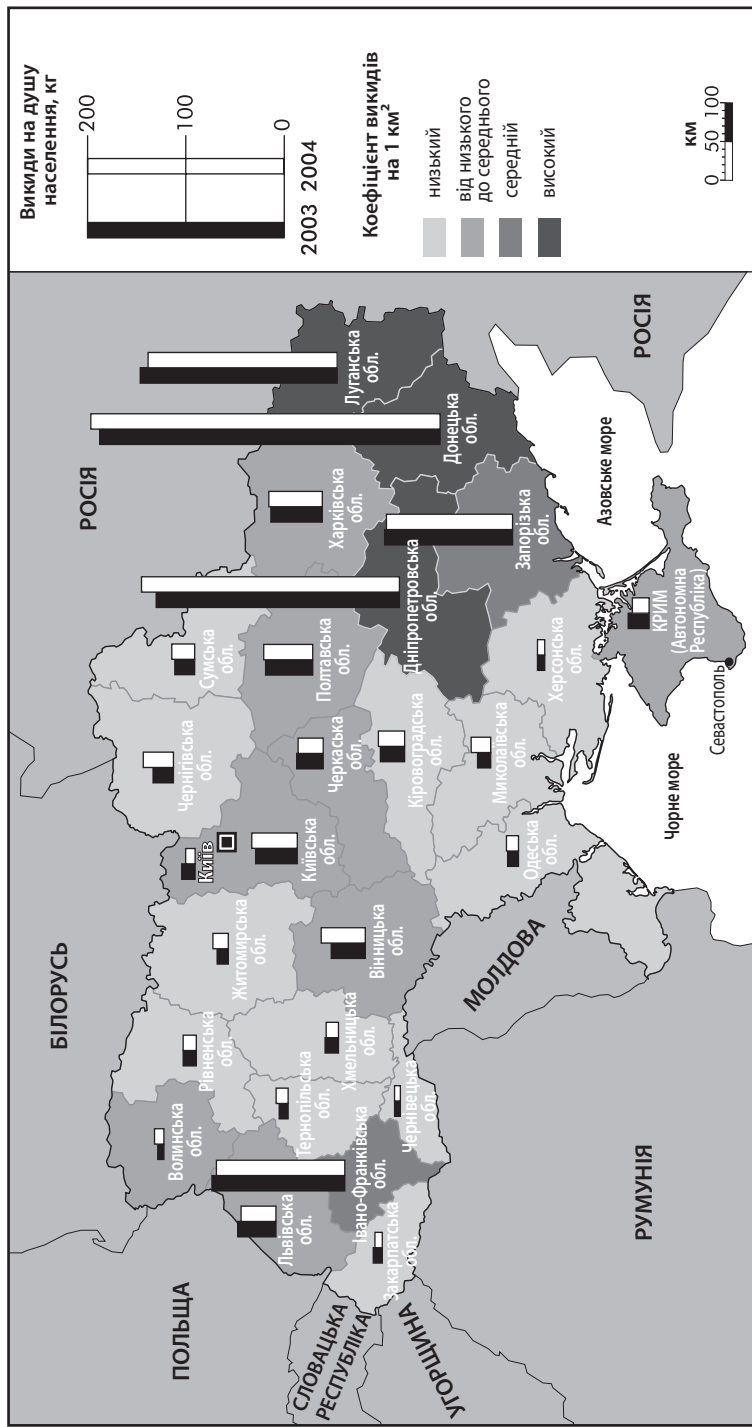 БІЛОРУСЬ
ПОЛЬЩА
СЛОВАЦЬКА
РЕСПУБЛІКА
УГОРЩИНА
РУМУНІЯ
МОЛДОВА
РОСІЯ
РОСІЯ
Чорне море
Азовське море
Волинська
обл.
Рівненська
обл.
Житомирська
обл.
Київ
Київська
обл.
Чернігівська
обл.
Сумська
обл.
Львівська
обл.
Тернопільська
обл.
Хмельницька
обл.
Вінницька
обл.
Черкаська
обл.
Полтавська
обл.
Харківська
обл.
Луганська
обл.
Закарпатська
обл.
Івано-Франківська
обл.
Чернівецька
обл.
Кіровоградська
обл.
Дніпропетровська
обл.
Донецька
обл.
Одеська
обл.
Миколаївська
обл.
Херсонська
обл.
Запорізька
обл.
КРИМ
(Автономна
Республіка)
Севастополь
Викиди на душу
населення, кг
200
100
0
2003 2004
Коефіцієнт викидів
на 1 км²
низький
від низького
до середнього
середній
високий
км
0 50 100